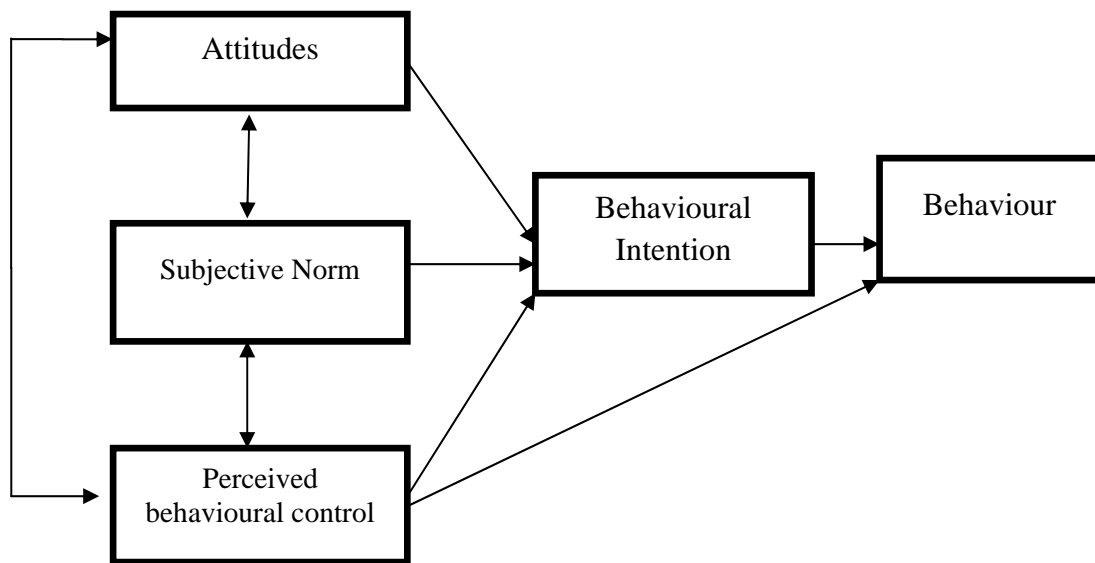 Attitudes
Subjective Norm
Perceived
behavioural control
Behavioural
Intention
Behaviour